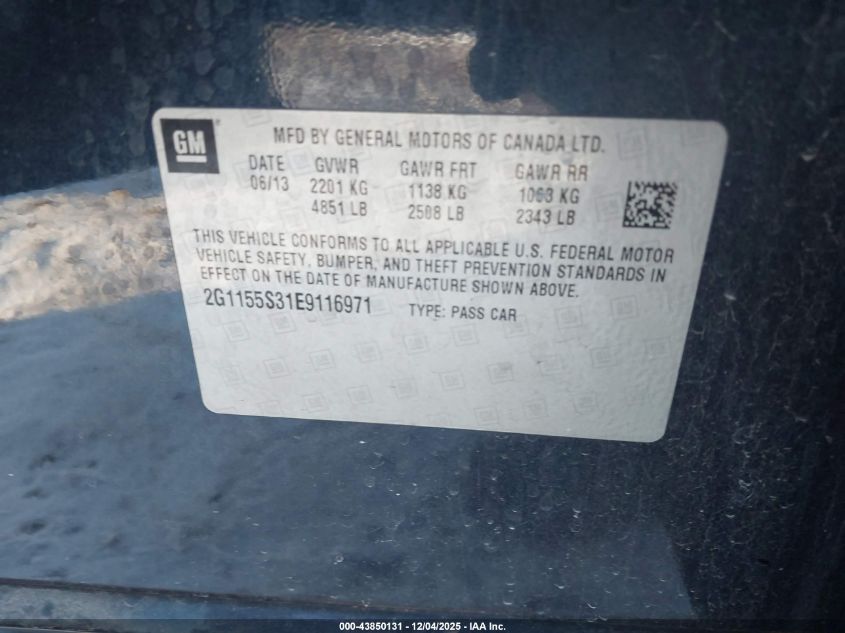 GM
MFD BY GENERAL MOTORS OF CANADA LTD.
DATE GVWR GAWR FRT GAWR RR
06/13 2201 KG 1138 KG 1063 KG
4851 LB 2508 LB 2343 LB
THIS VEHICLE CONFORMS TO ALL APPLICABLE U.S. FEDERAL MOTOR
VEHICLE SAFETY, BUMPER, AND THEFT PREVENTION STANDARDS IN
EFFECT ON THE DATE OF MANUFACTURE SHOWN ABOVE.
2G1155S31E9116971 TYPE: PASS CAR
000-43850131 - 12/04/2025 - IAA Inc.